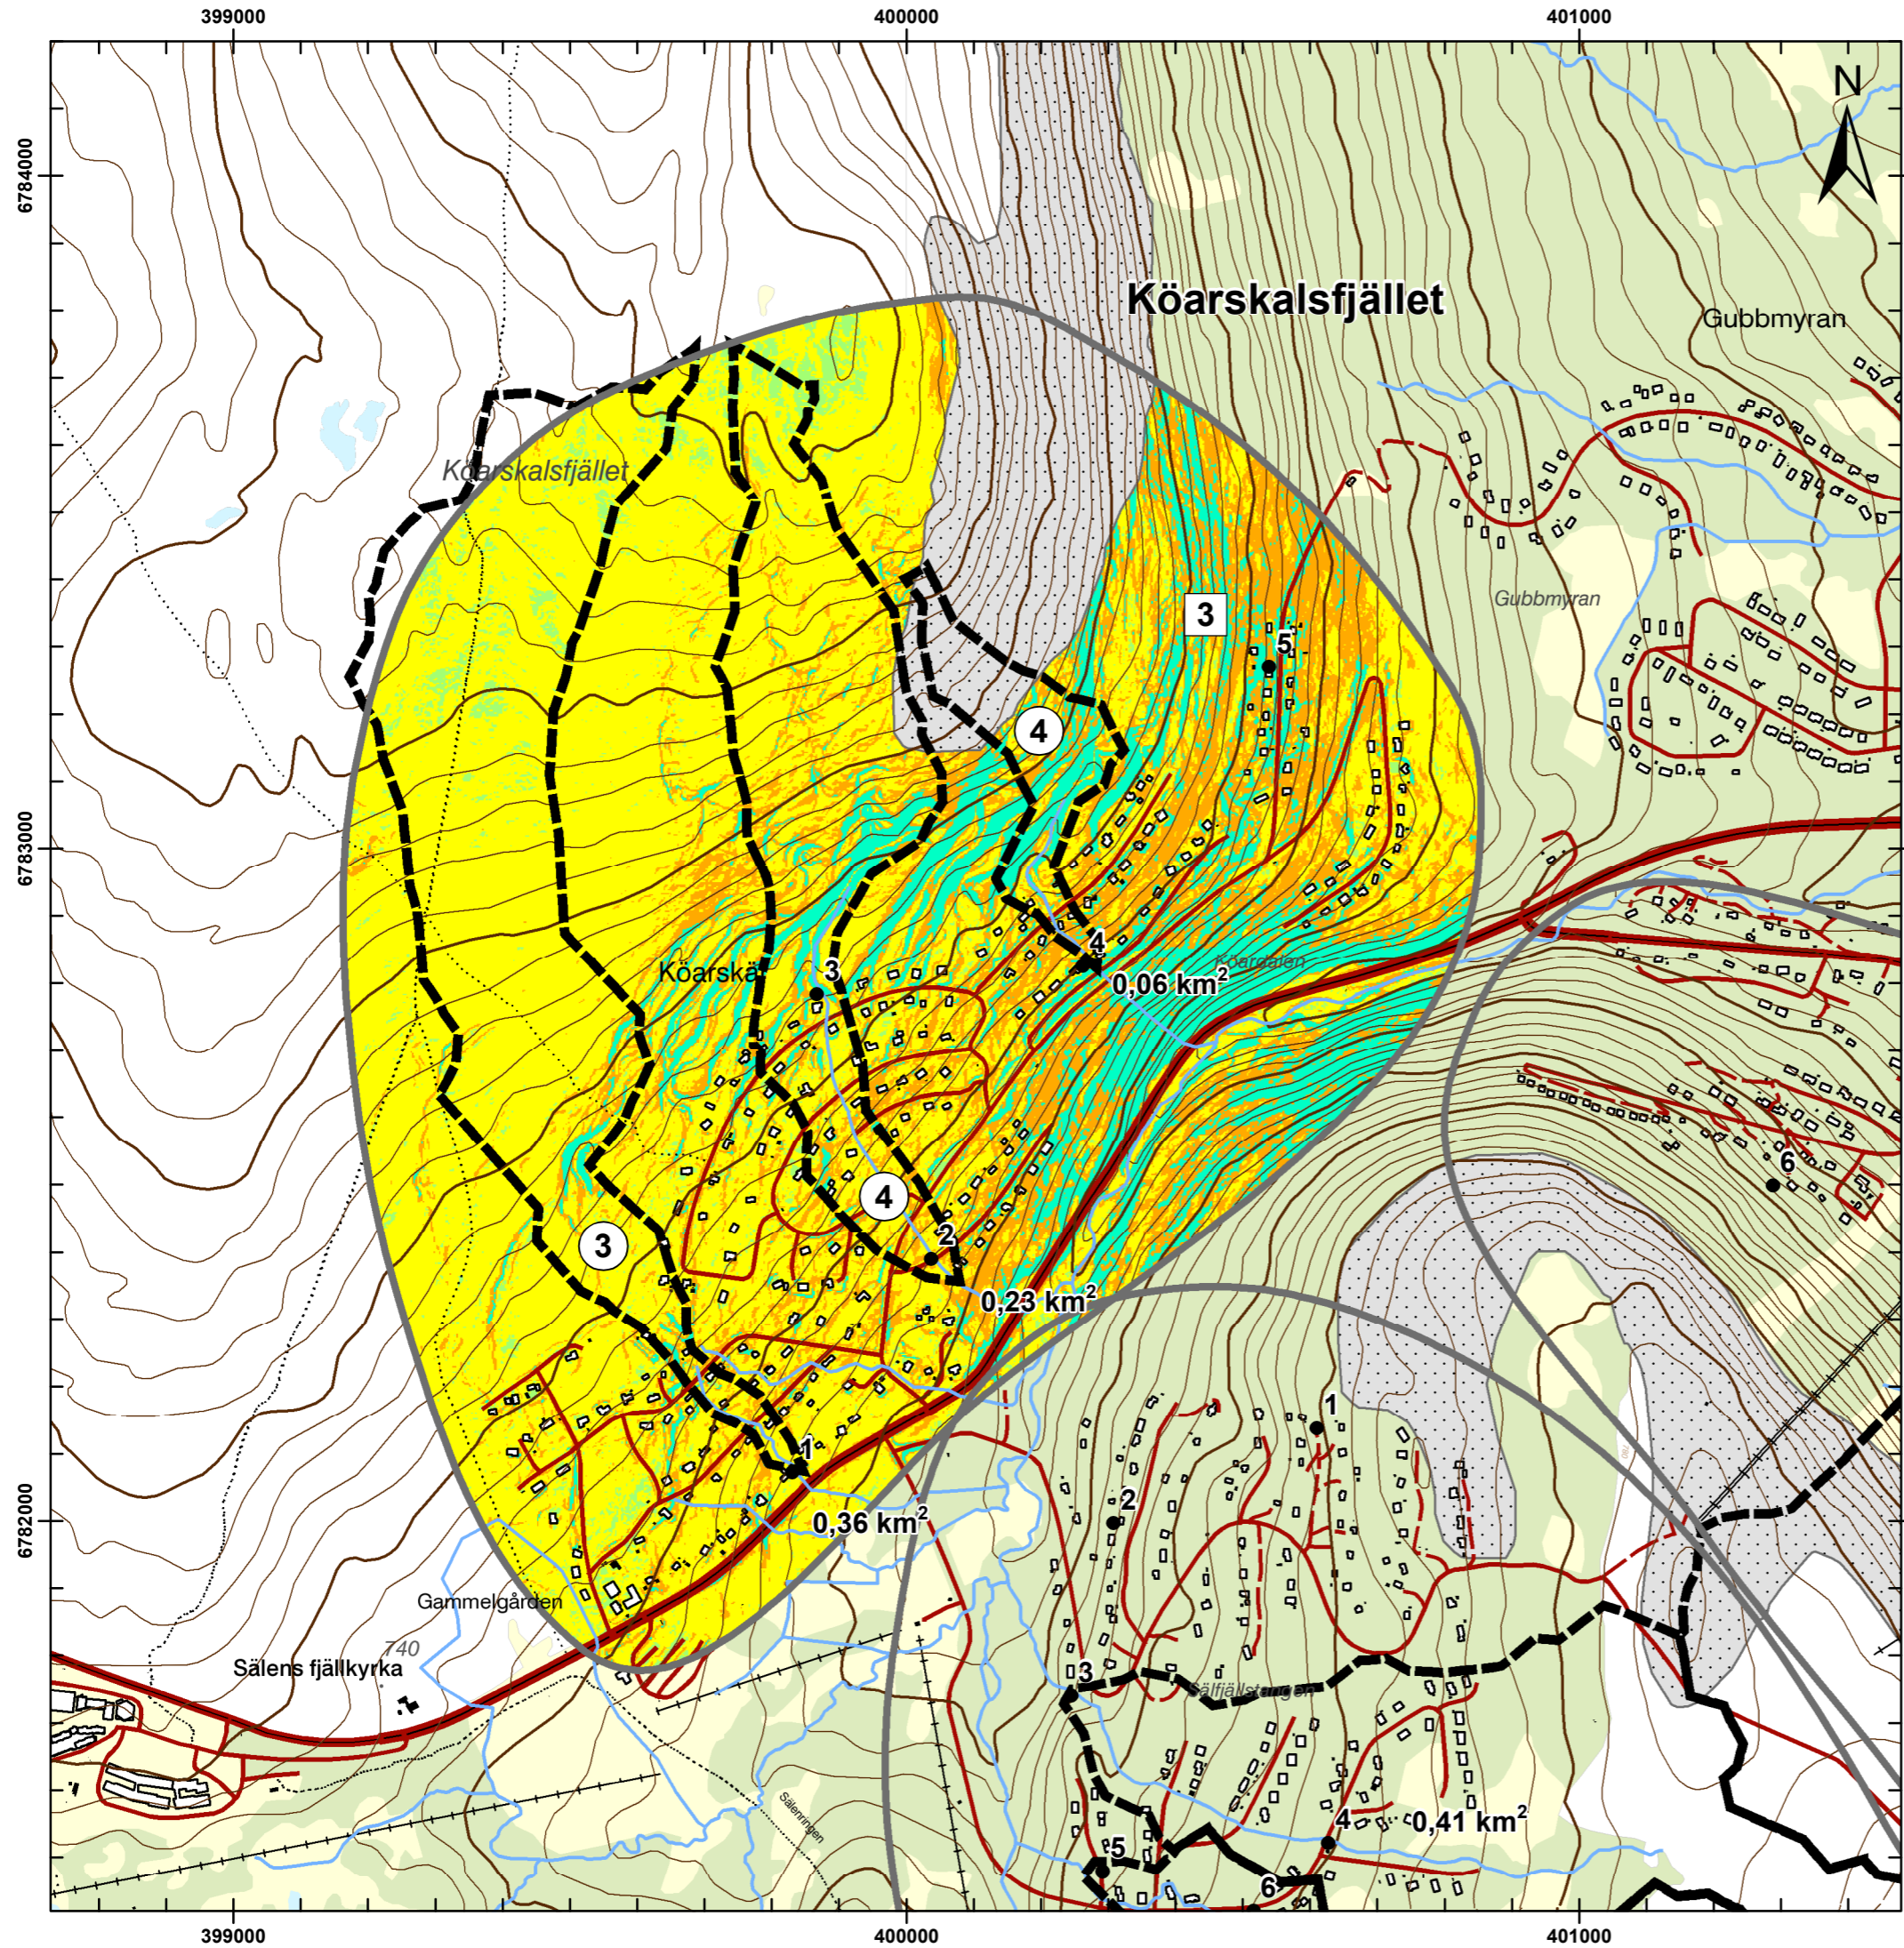 399000
400000
401000
6784000
N
Köarskalsfjället
Gubbmyran
Köarskalsfjället
Gubbmyran
3
5
4
6783000
4
Köardalen
Köarskär
3
0,06 km²
6
4
2
3
0,23 km²
1
1
2
0,36 km²
6782000
Gammelgården
740
Sälens fjällkyrka
3
Sälfjällstangen
Sälenringen
4
0,41 km²
5
6
399000
400000
401000